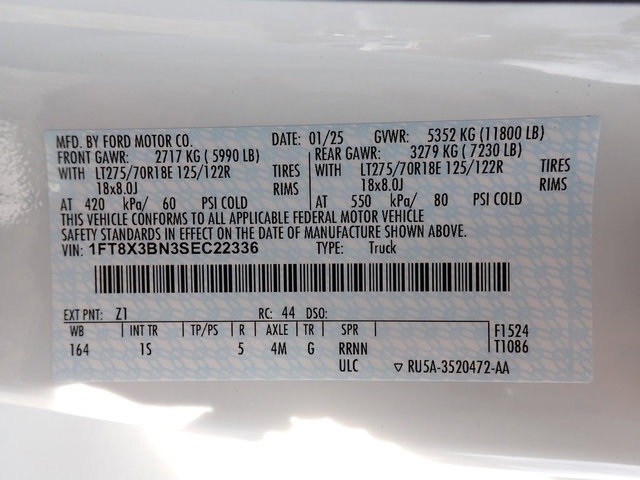 MFD. BY FORD MOTOR CO. DATE: 01/25 GVWR: 5352 KG (11800 LB)
FRONT GAWR: 2717 KG ( 5990 LB) REAR GAWR: 3279 KG ( 7230 LB)
WITH LT275/70R18E 125/122R TIRES WITH LT275/70R18E 125/122R TIRES
18x8.0J RIMS 18x8.0J RIMS
AT 420 kPa/ 60 PSI COLD AT 550 kPa/ 80 PSI COLD
THIS VEHICLE CONFORMS TO ALL APPLICABLE FEDERAL MOTOR VEHICLE
SAFETY STANDARDS IN EFFECT ON THE DATE OF MANUFACTURE SHOWN ABOVE.
VIN: 1FT8X3BN3SEC22336 TYPE: Truck
EXT PNT: Z1 RC: 44 DSO:
WB INT TR TP/PS R AXLE TR SPR F1524
164 1S 5 4M G RRNN T1086
ULC ▽ RU5A-3520472-AA